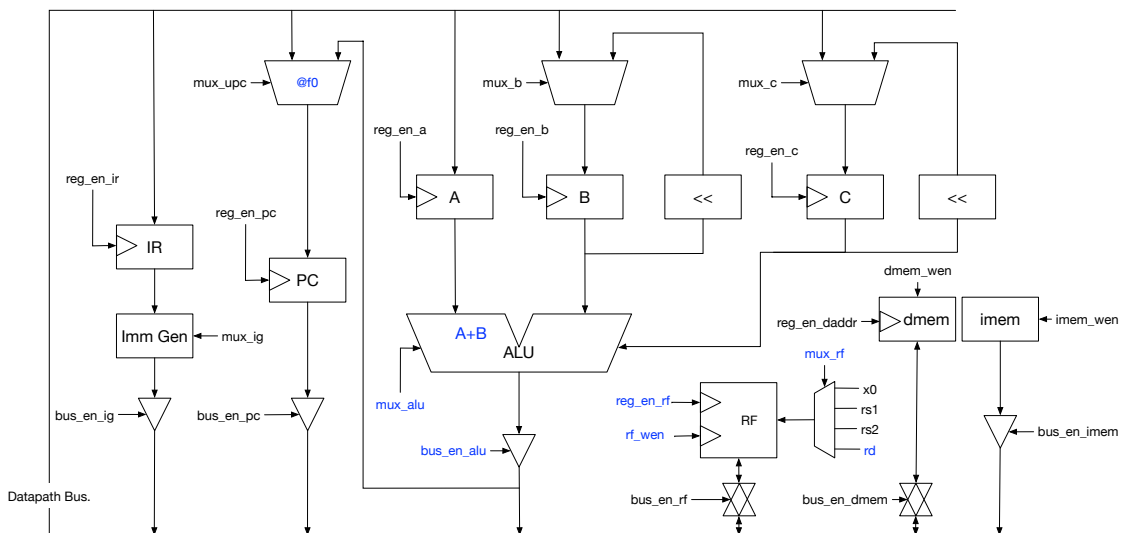 mux_upc
@f0
mux_b
mux_c
reg_en_a
reg_en_b
reg_en_c
reg_en_ir
A
B
<<
C
<<
reg_en_pc
IR
PC
dmem_wen
Imm Gen
mux_ig
A+B
ALU
reg_en_daddr
dmem
imem
imem_wen
mux_rf
mux_alu
reg_en_rf
RF
x0
rs1
rs2
rd
bus_en_ig
bus_en_pc
rf_wen
bus_en_imem
bus_en_alu
Datapath Bus.
bus_en_rf
bus_en_dmem